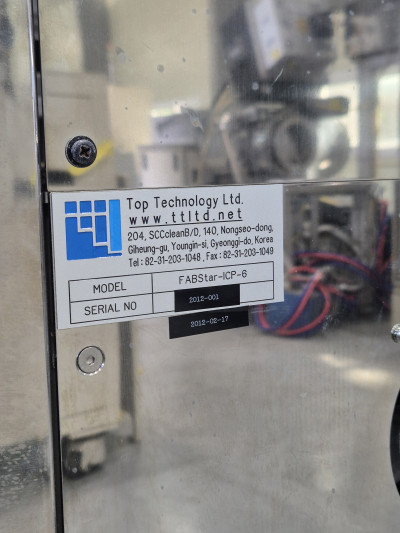 Top Technology Ltd.
www.ttltd.net
204, SCCcleanB/D, 140, Nongseo-dong,
Giheung-gu, Youngin-si, Gyeonggi-do, Korea
Tel : 82-31-203-1048 , Fax : 82-31-203-1049
MODEL FABStar-ICP-6
SERIAL NO 2012-001
2012-02-17